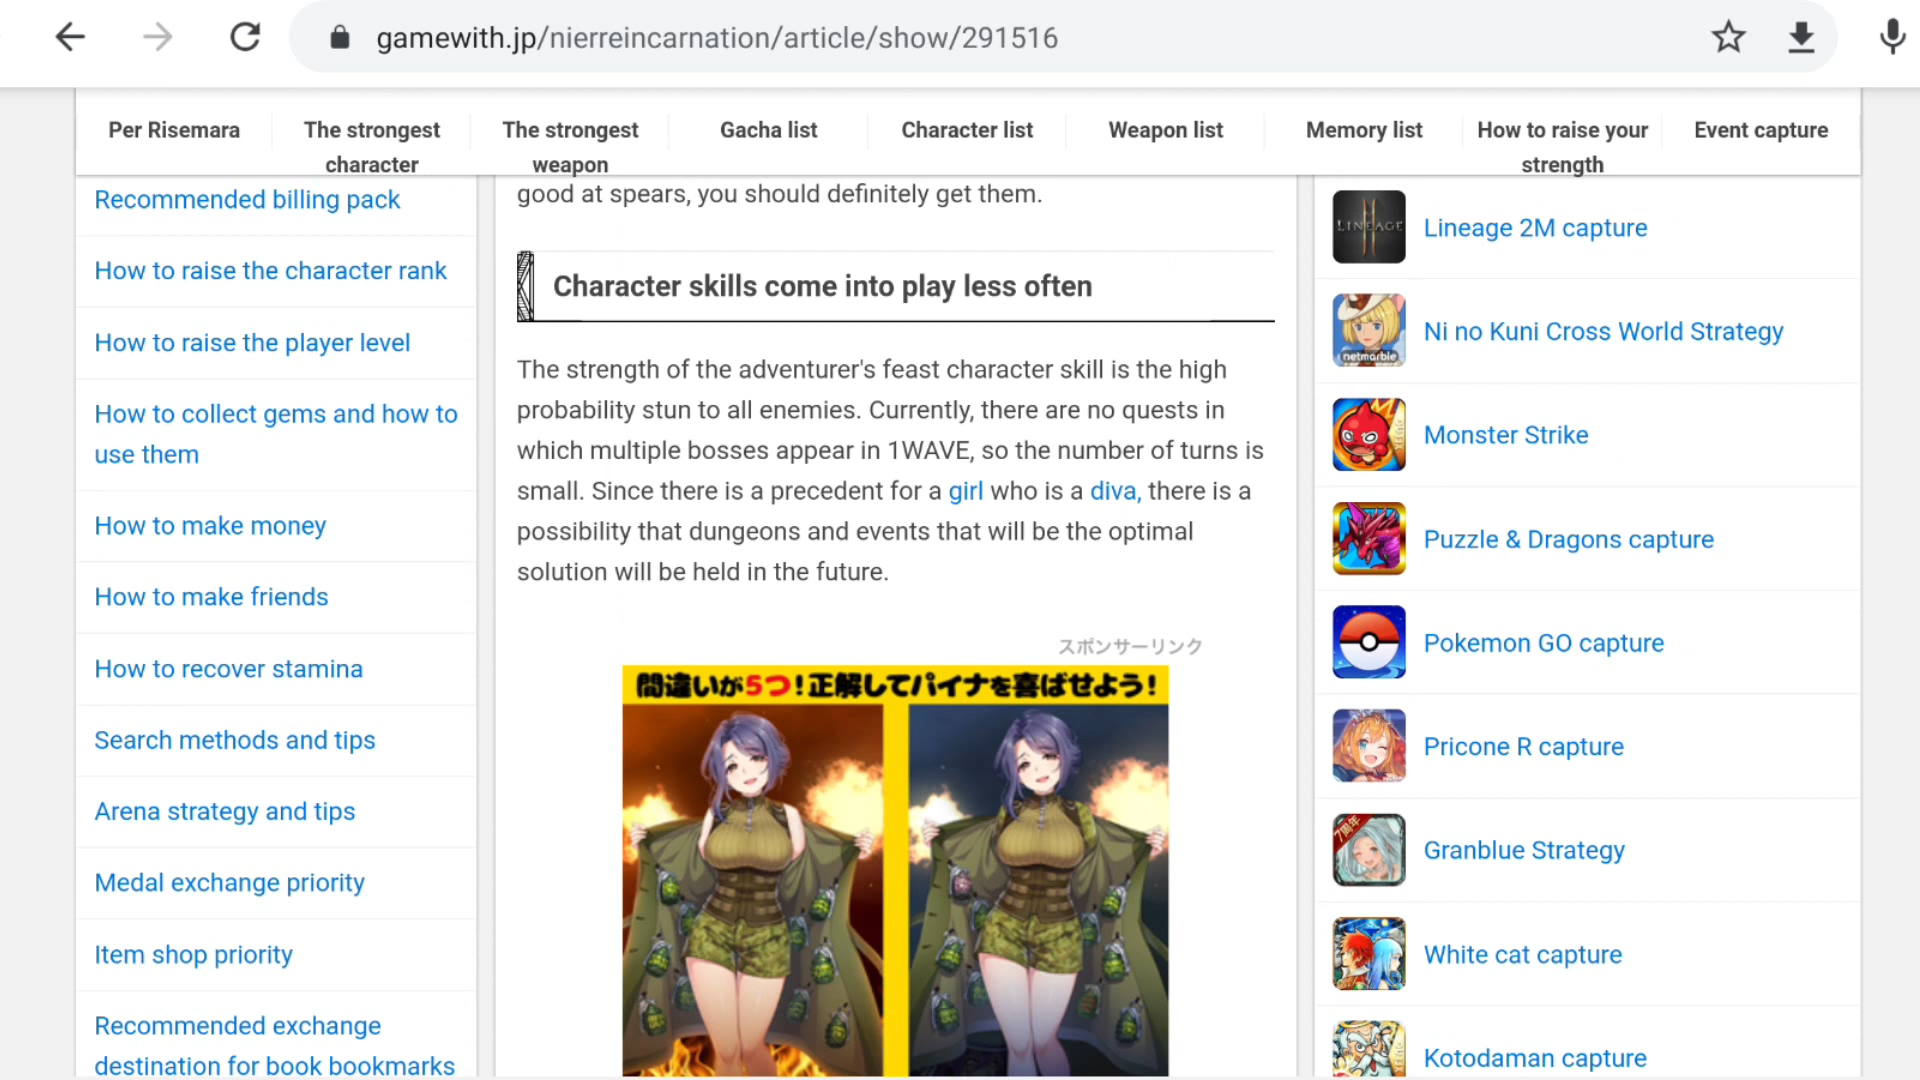 gamewith.jp/nierreincarnation/article/show/291516
Per Risemara
The strongest
character
The strongest
weapon
Gacha list
Character list
Weapon list
Memory list
How to raise your
strength
Event capture
Recommended billing pack
How to raise the character rank
How to raise the player level
How to collect gems and how to
use them
How to make money
How to make friends
How to recover stamina
Search methods and tips
Arena strategy and tips
Medal exchange priority
Item shop priority
Recommended exchange
destination for book bookmarks
good at spears, you should definitely get them.
Character skills come into play less often
The strength of the adventurer's feast character skill is the high
probability stun to all enemies. Currently, there are no quests in
which multiple bosses appear in 1WAVE, so the number of turns is
small. Since there is a precedent for a girl who is a diva, there is a
possibility that dungeons and events that will be the optimal
solution will be held in the future.
スポンサーリンク
間違いが5つ!正解してパイナを喜ばせよう!
LINEAGE
Lineage 2M capture
netmarble
Ni no Kuni Cross World Strategy
Monster Strike
Puzzle & Dragons capture
Pokemon GO capture
Pricone R capture
7周年
Granblue Strategy
White cat capture
Kotodaman capture